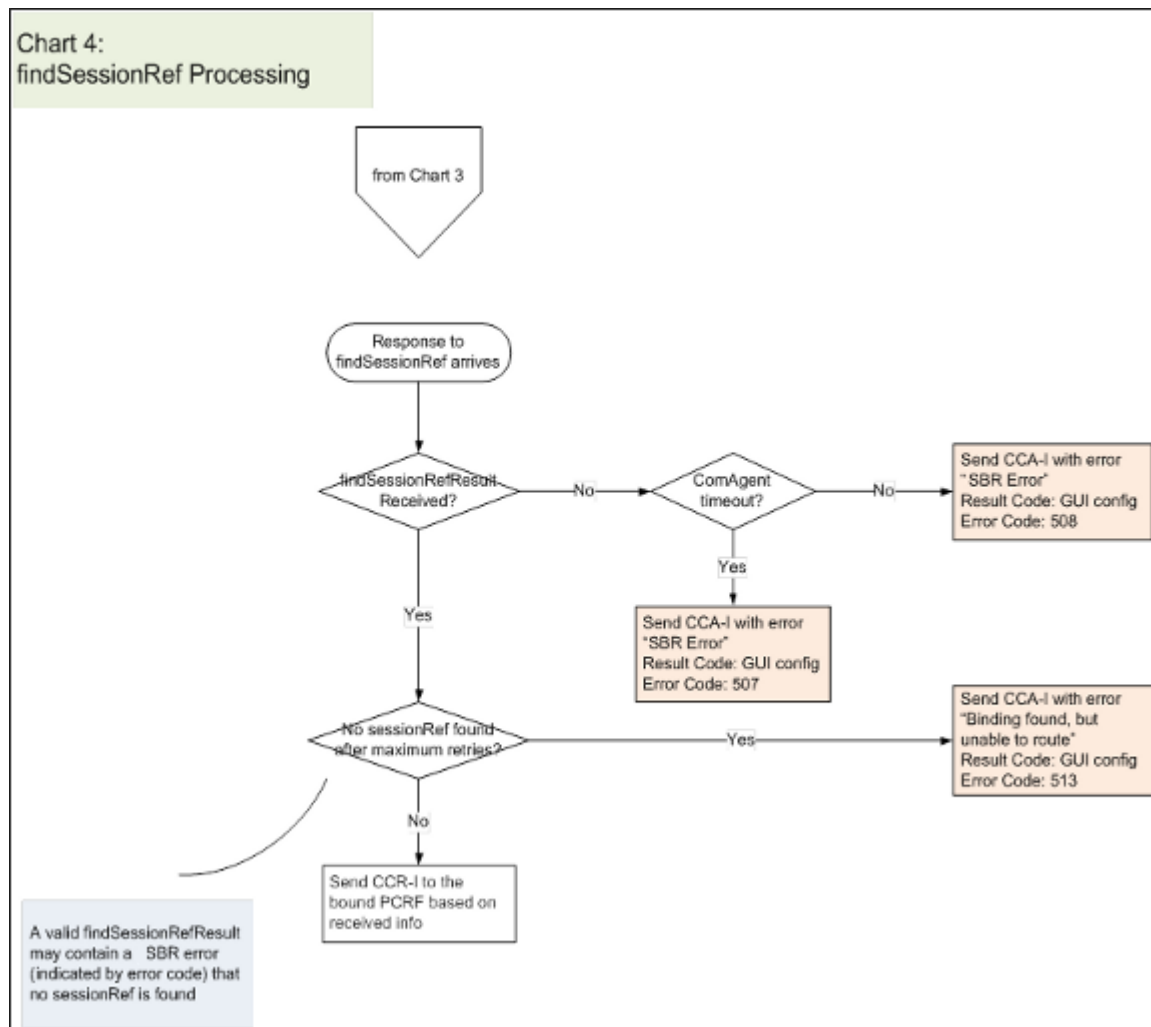 Chart 4:
findSessionRef Processing
from Chart 3
Response to
findSessionRef arrives
findSessionRefResult
Received?
No
ComAgent
timeout?
No
Send CCA-I with error
"SBR Error"
Result Code: GUI config
Error Code: 508
Yes
Send CCA-I with error
"SBR Error"
Result Code: GUI config
Error Code: 507
Yes
No sessionRef found
after maximum retries?
Yes
Send CCA-I with error
"Binding found, but
unable to route"
Result Code: GUI config
Error Code: 513
No
Send CCR-I to the
bound PCRF based on
received info
A valid findSessionRefResult
may contain a SBR error
(indicated by error code) that
no sessionRef is found